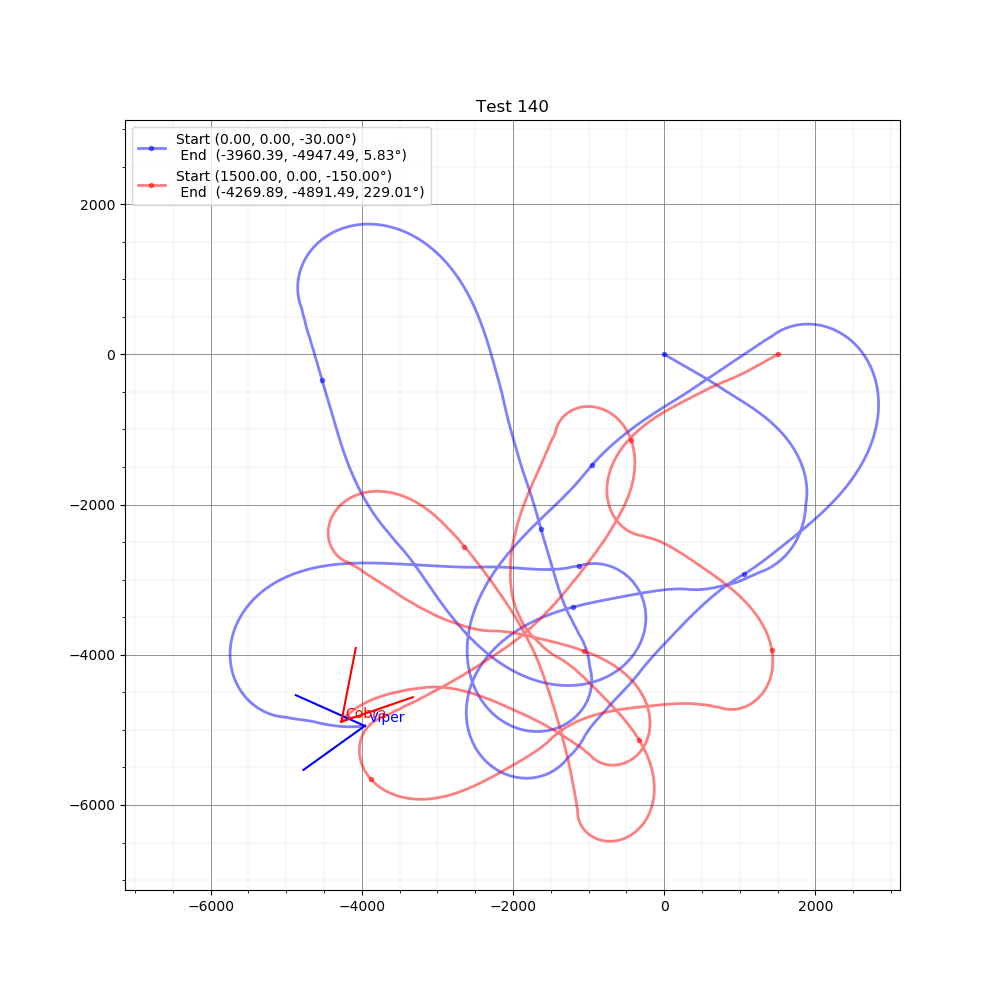 Test 140
Start (0.00, 0.00, -30.00°)
End (-3960.39, -4947.49, 5.83°)
Start (1500.00, 0.00, -150.00°)
End (-4269.89, -4891.49, 229.01°)
2000
0
−2000
−4000
−6000
Cobra
Viper
−6000
−4000
−2000
0
2000